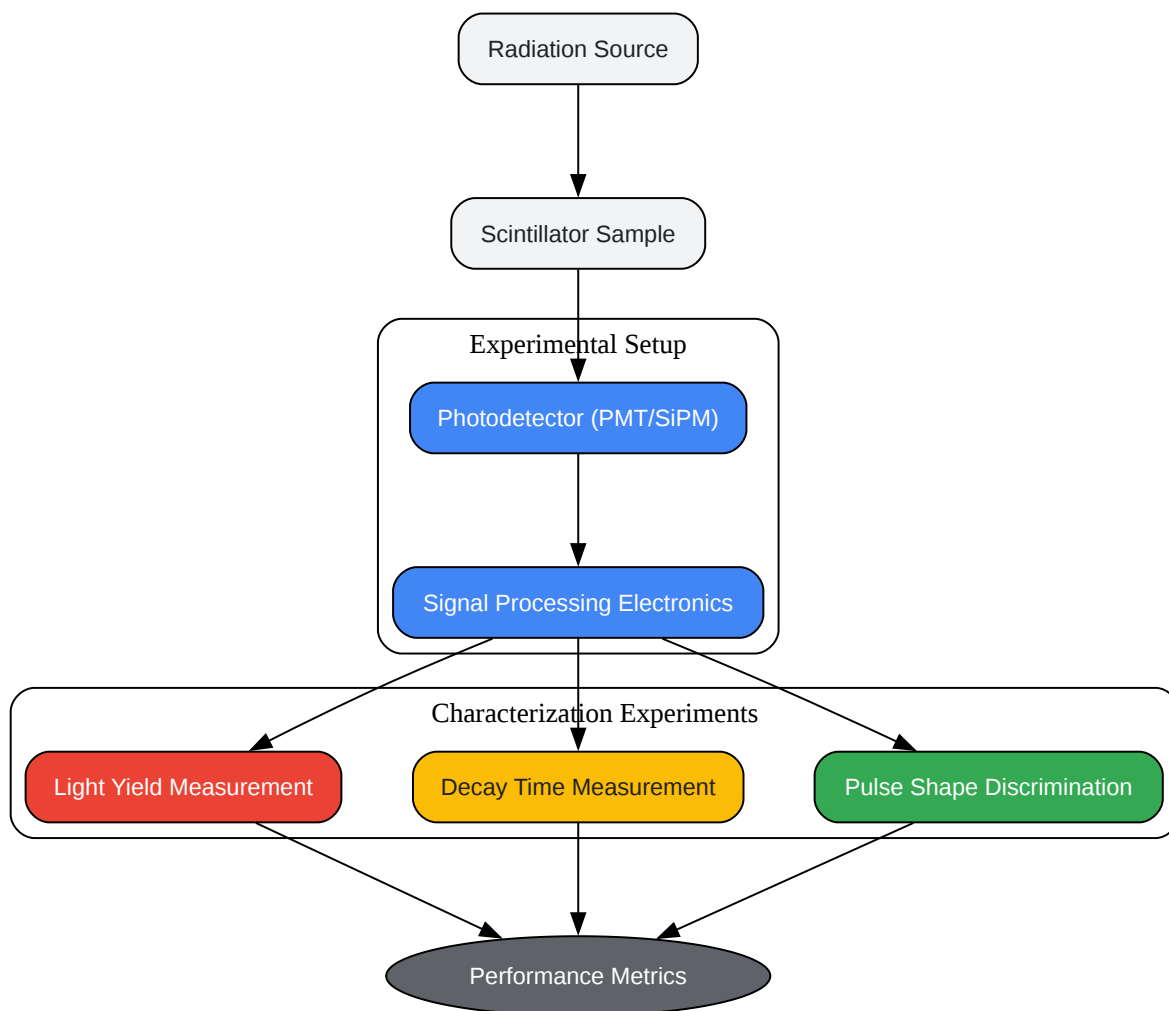 Radiation Source
Scintillator Sample
Experimental Setup
Photodetector (PMT/SiPM)
Signal Processing Electronics
Characterization Experiments
Light Yield Measurement
Decay Time Measurement
Pulse Shape Discrimination
Performance Metrics